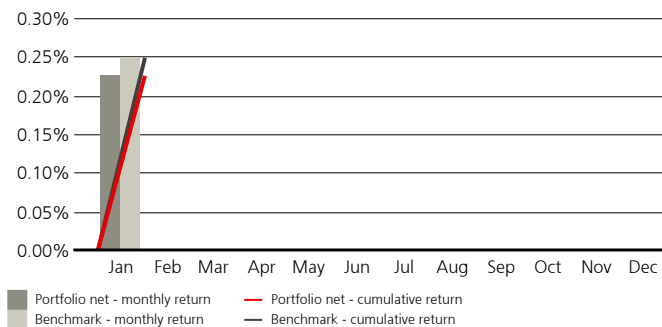 0.30%
0.25%
0.20%
0.15%
0.10%
0.05%
0.00%
Jan Feb Mar Apr May Jun Jul Aug Sep Oct Nov Dec
Portfolio net - monthly return Portfolio net - cumulative return
Benchmark - monthly return Benchmark - cumulative return